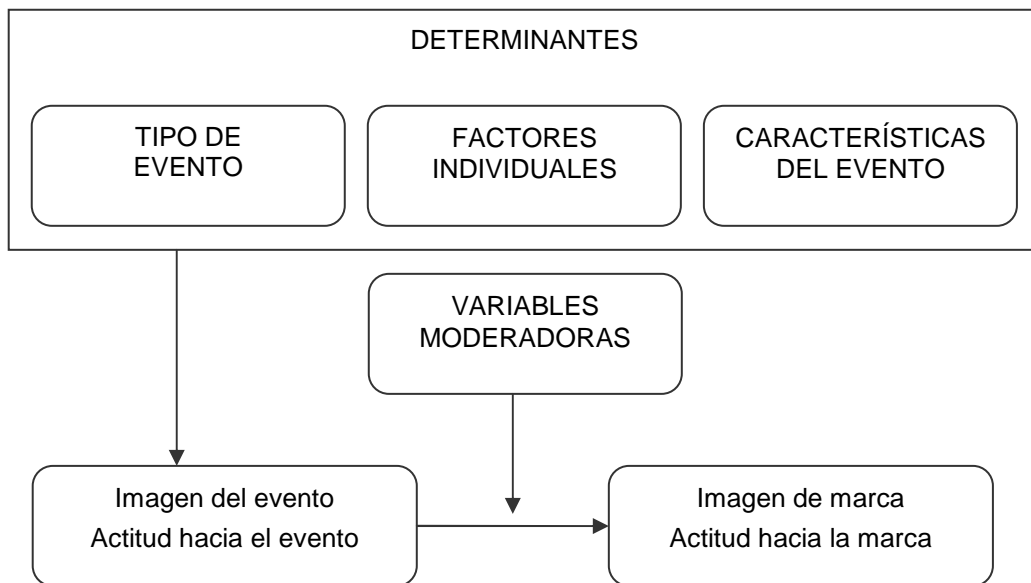 DETERMINANTES
TIPO DE
EVENTO
FACTORES
INDIVIDUALES
CARACTERÍSTICAS
DEL EVENTO
VARIABLES
MODERADORAS
Imagen del evento
Actitud hacia el evento
Imagen de marca
Actitud hacia la marca